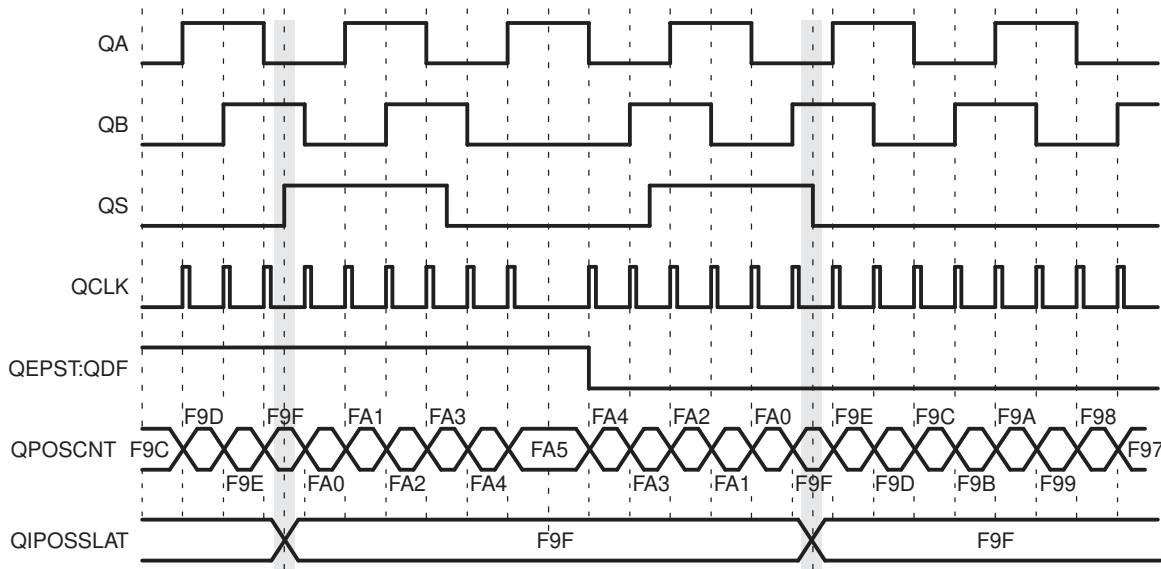 QA
QB
QS
QCLK
QEPST:QDF
F9D F9F FA1 FA3 FA4 FA2 FA0 F9E F9C F9A F98
QPOSCNT F9C FA5 F97
F9E FA0 FA2 FA4 FA3 FA1 F9F F9D F9B F99
QIPOSSLAT F9F F9F